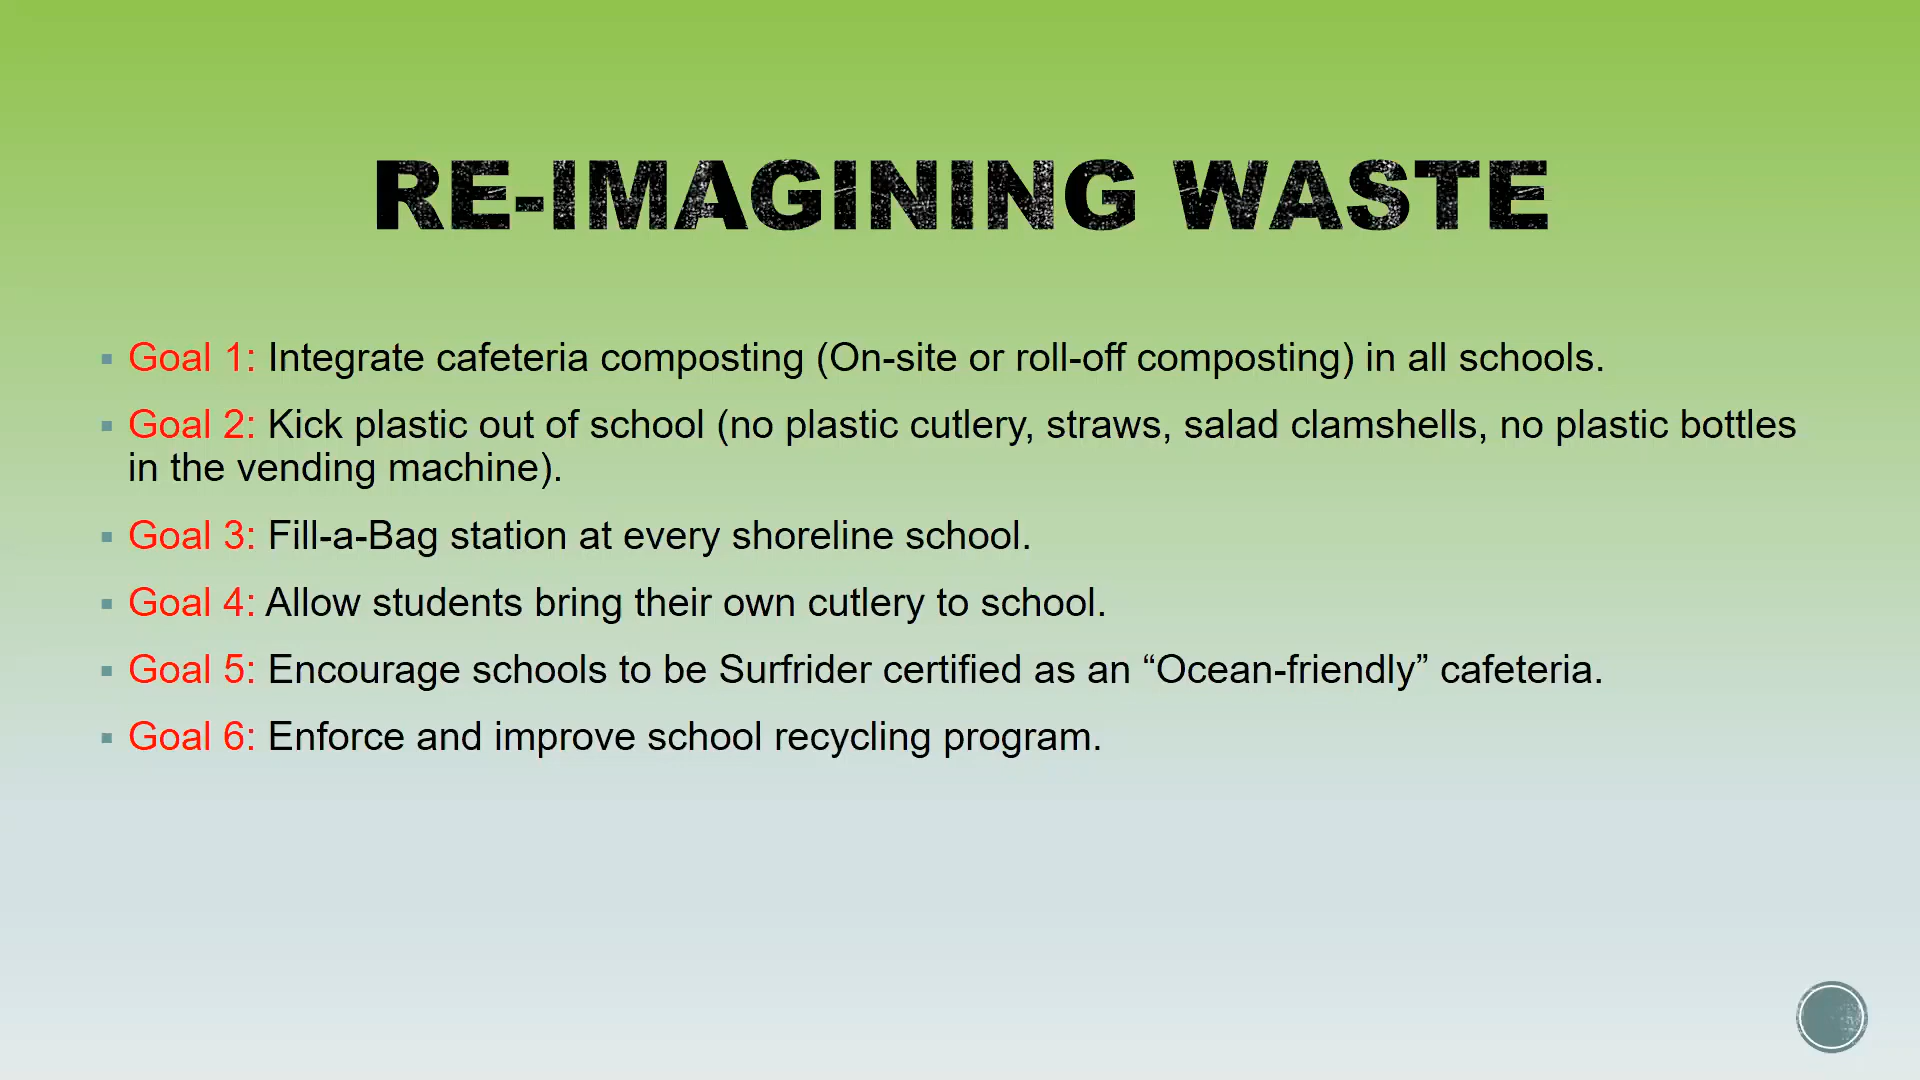 RE-IMAGINING WASTE
▪ Goal 1: Integrate cafeteria composting (On-site or roll-off composting) in all schools.
▪ Goal 2: Kick plastic out of school (no plastic cutlery, straws, salad clamshells, no plastic bottles
in the vending machine).
▪ Goal 3: Fill-a-Bag station at every shoreline school.
▪ Goal 4: Allow students bring their own cutlery to school.
▪ Goal 5: Encourage schools to be Surfrider certified as an “Ocean-friendly” cafeteria.
▪ Goal 6: Enforce and improve school recycling program.